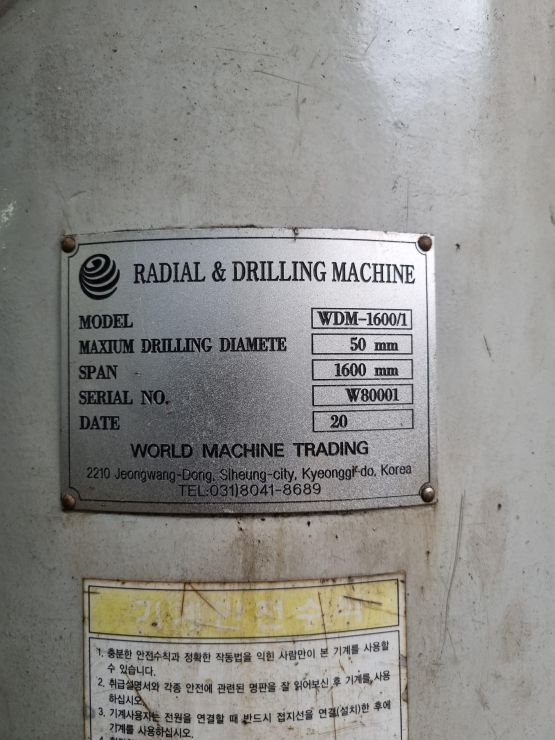 RADIAL & DRILLING MACHINE
MODEL WDM-1600/1
MAXIUM DRILLING DIAMETE 50 mm
SPAN 1600 mm
SERIAL NO. W80001
DATE 20
WORLD MACHINE TRADING
2210 Jeongwang-Dong, Siheung-city, Kyeonggi-do, Korea
TEL:031)8041-8689
기계안전수칙
1. 충분한 안전수칙과 정확한 작동법을 익힌 사람만이 본 기계를 사용할
수 있습니다.
2. 취급설명서와 각종 안전에 관련된 명판을 잘 읽어보신 후 기계를 사용
하십시오.
3. 기계사용자는 전원을 연결할 때 반드시 접지선을 연결(설치)한 후에
기계를 사용하십시오.